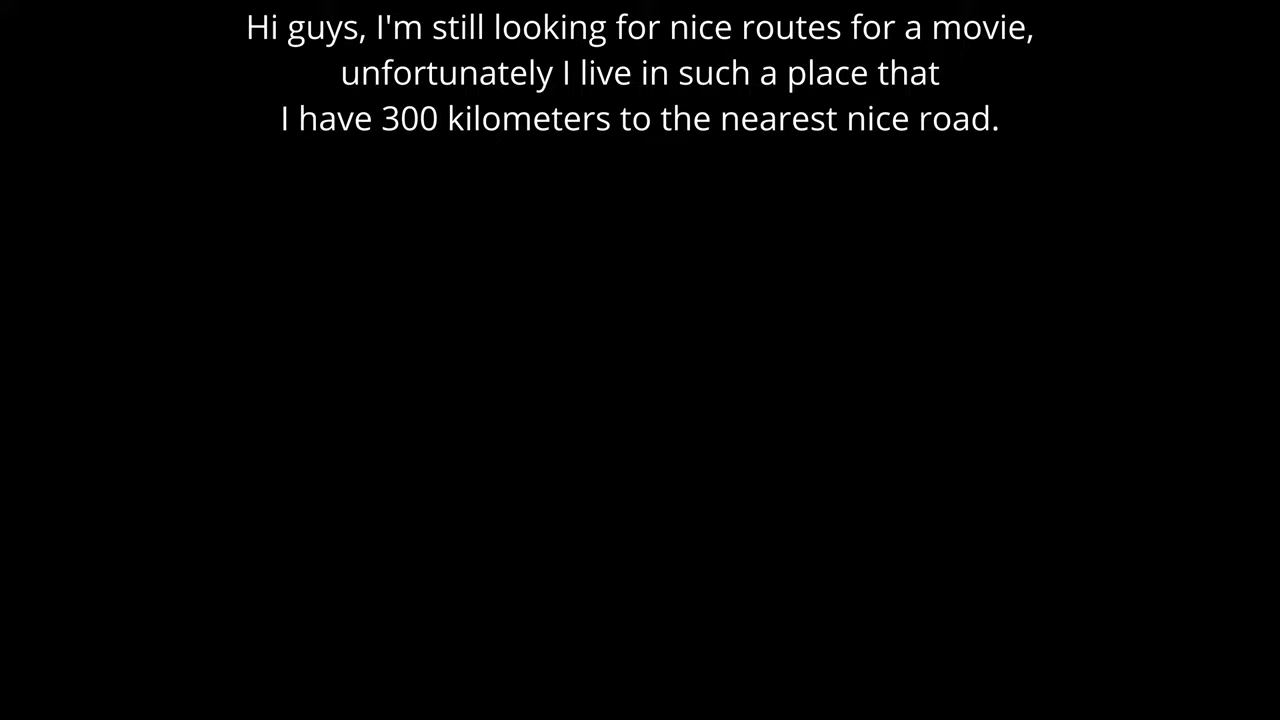 Hi guys, I'm still looking for nice routes for a movie,
unfortunately I live in such a place that
I have 300 kilometers to the nearest nice road.